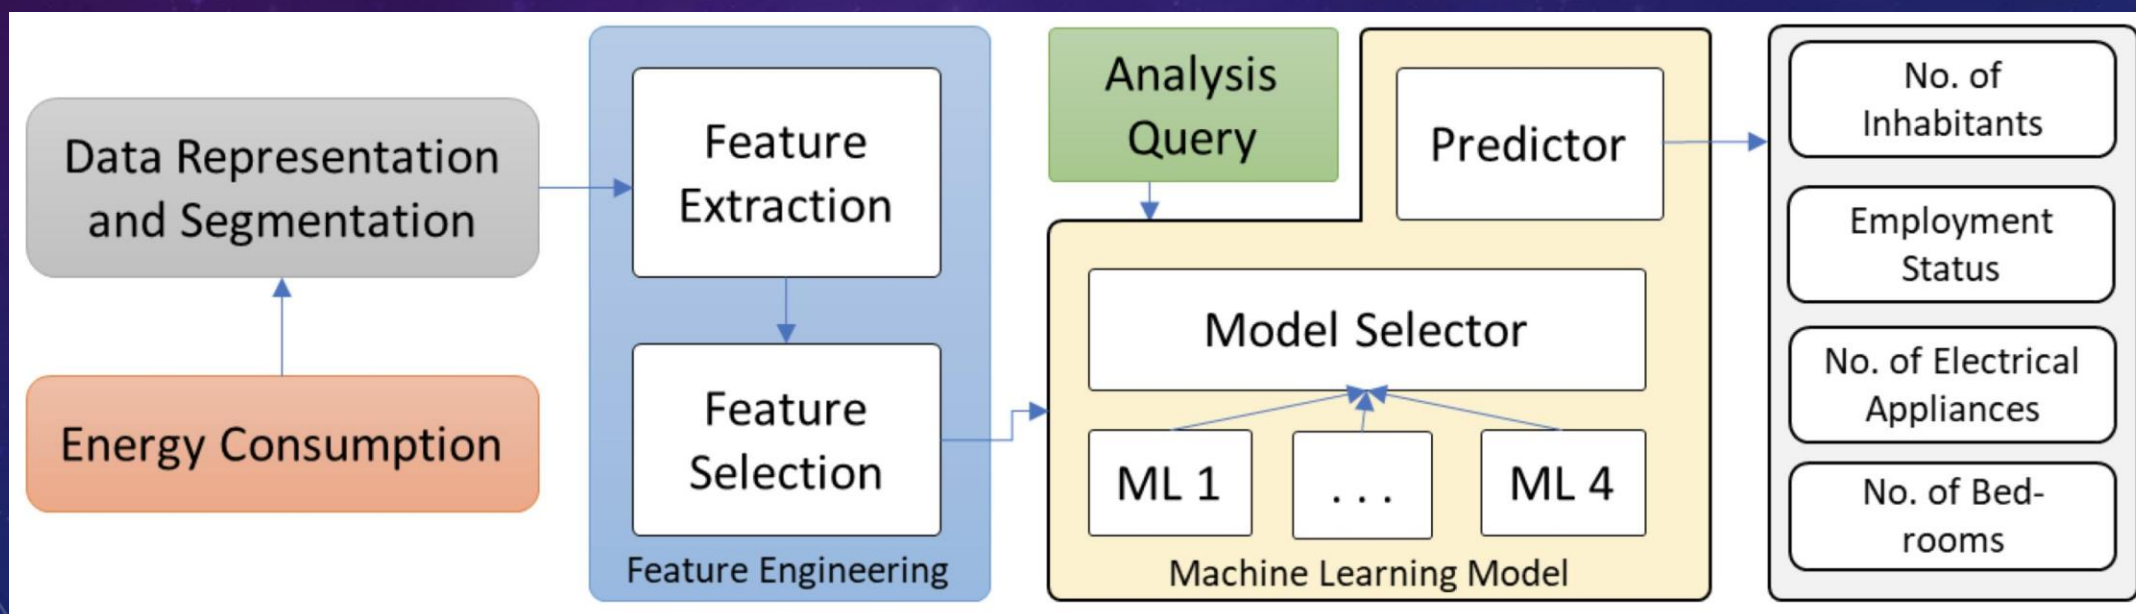 Data Representation
and Segmentation
Energy Consumption
Feature
Extraction
Feature
Selection
Feature Engineering
Analysis
Query
Predictor
Model Selector
ML 1
. . .
ML 4
Machine Learning Model
No. of
Inhabitants
Employment
Status
No. of Electrical
Appliances
No. of Bed-
rooms